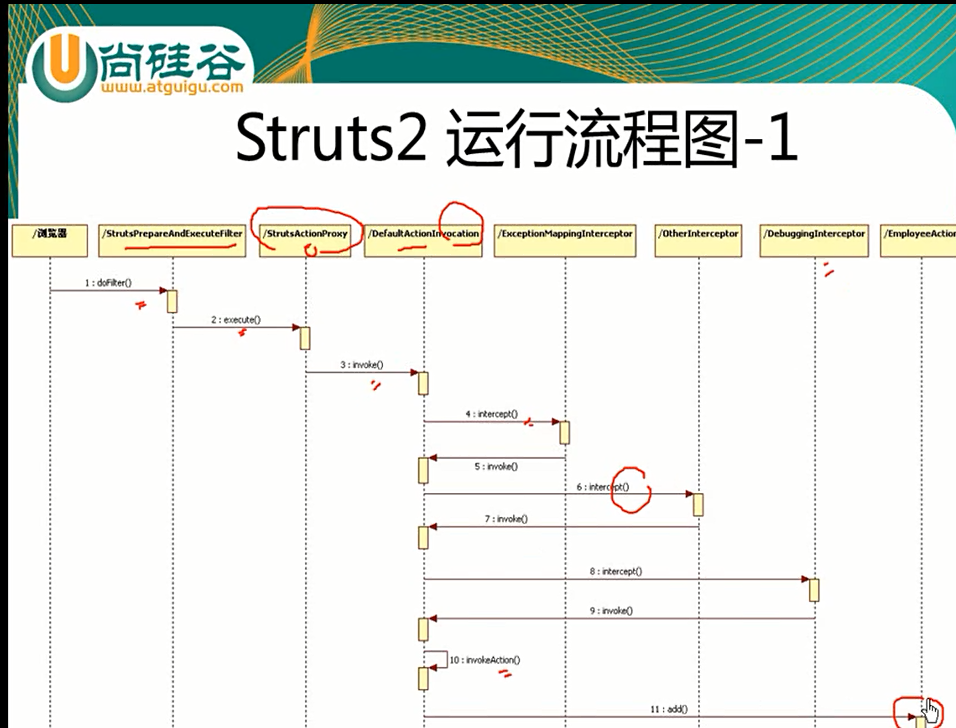 尚硅谷
www.atguigu.com
Struts2 运行流程图-1
/浏览器
/StrutsPrepareAndExecuteFilter
/StrutsActionProxy
/DefaultActionInvocation
/ExceptionMappingInterceptor
/OtherInterceptor
/DebuggingInterceptor
/EmployeeAction
1 : doFilter()
2 : execute()
3 : invoke()
4 : intercept()
5 : invoke()
6 : intercept()
7 : invoke()
8 : intercept()
9 : invoke()
10 : invokeAction()
11 : add()